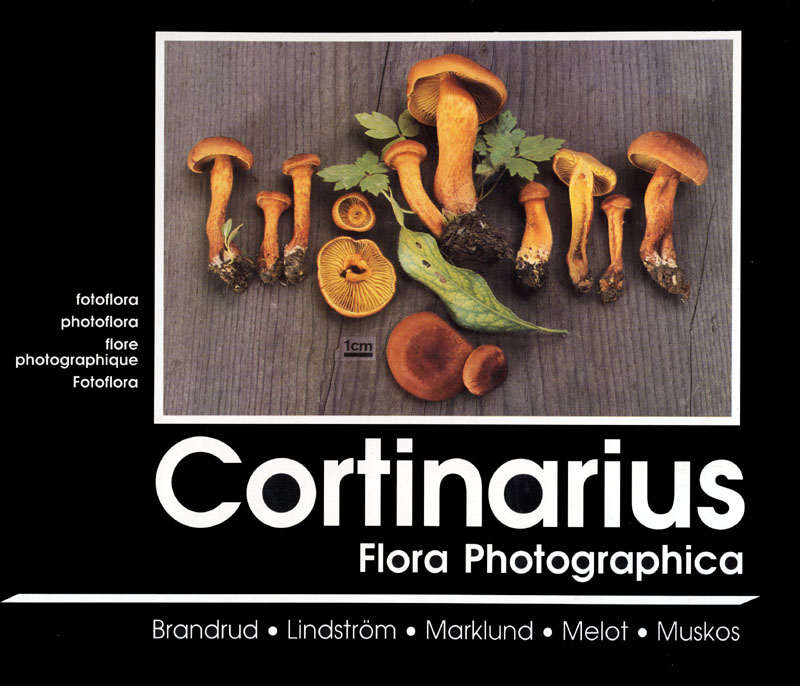 fotoflora
photoflora
flore
photographique
Fotoflora
1cm
Cortinarius
Flora Photographica
Brandrud • Lindström • Marklund • Melot • Muskos